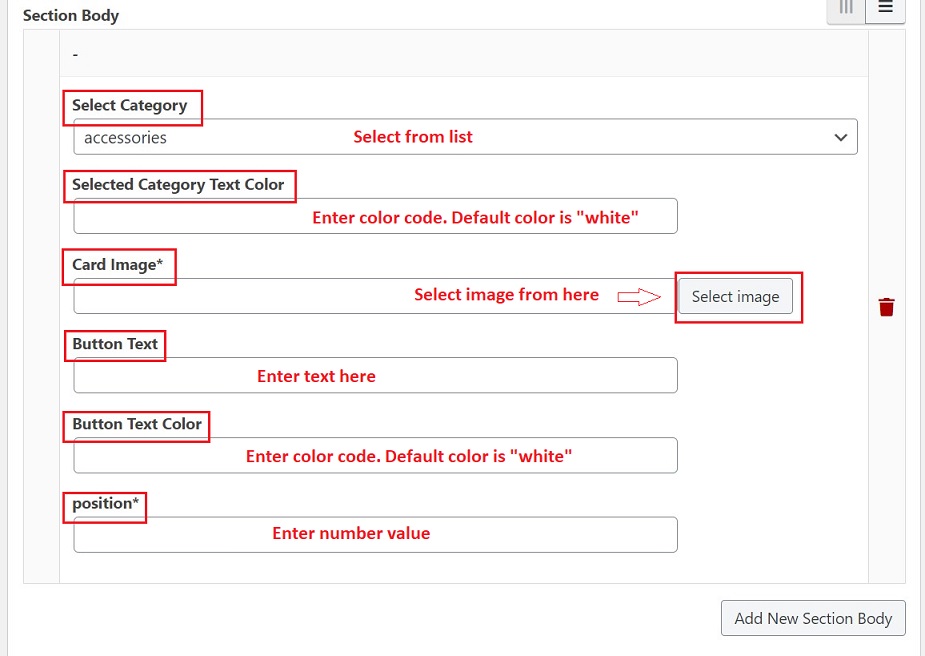 Section Body
-
Select Category
accessories Select from list
Selected Category Text Color
Enter color code. Default color is "white"
Card Image*
Select image from here Select image
Button Text
Enter text here
Button Text Color
Enter color code. Default color is "white"
position*
Enter number value
Add New Section Body